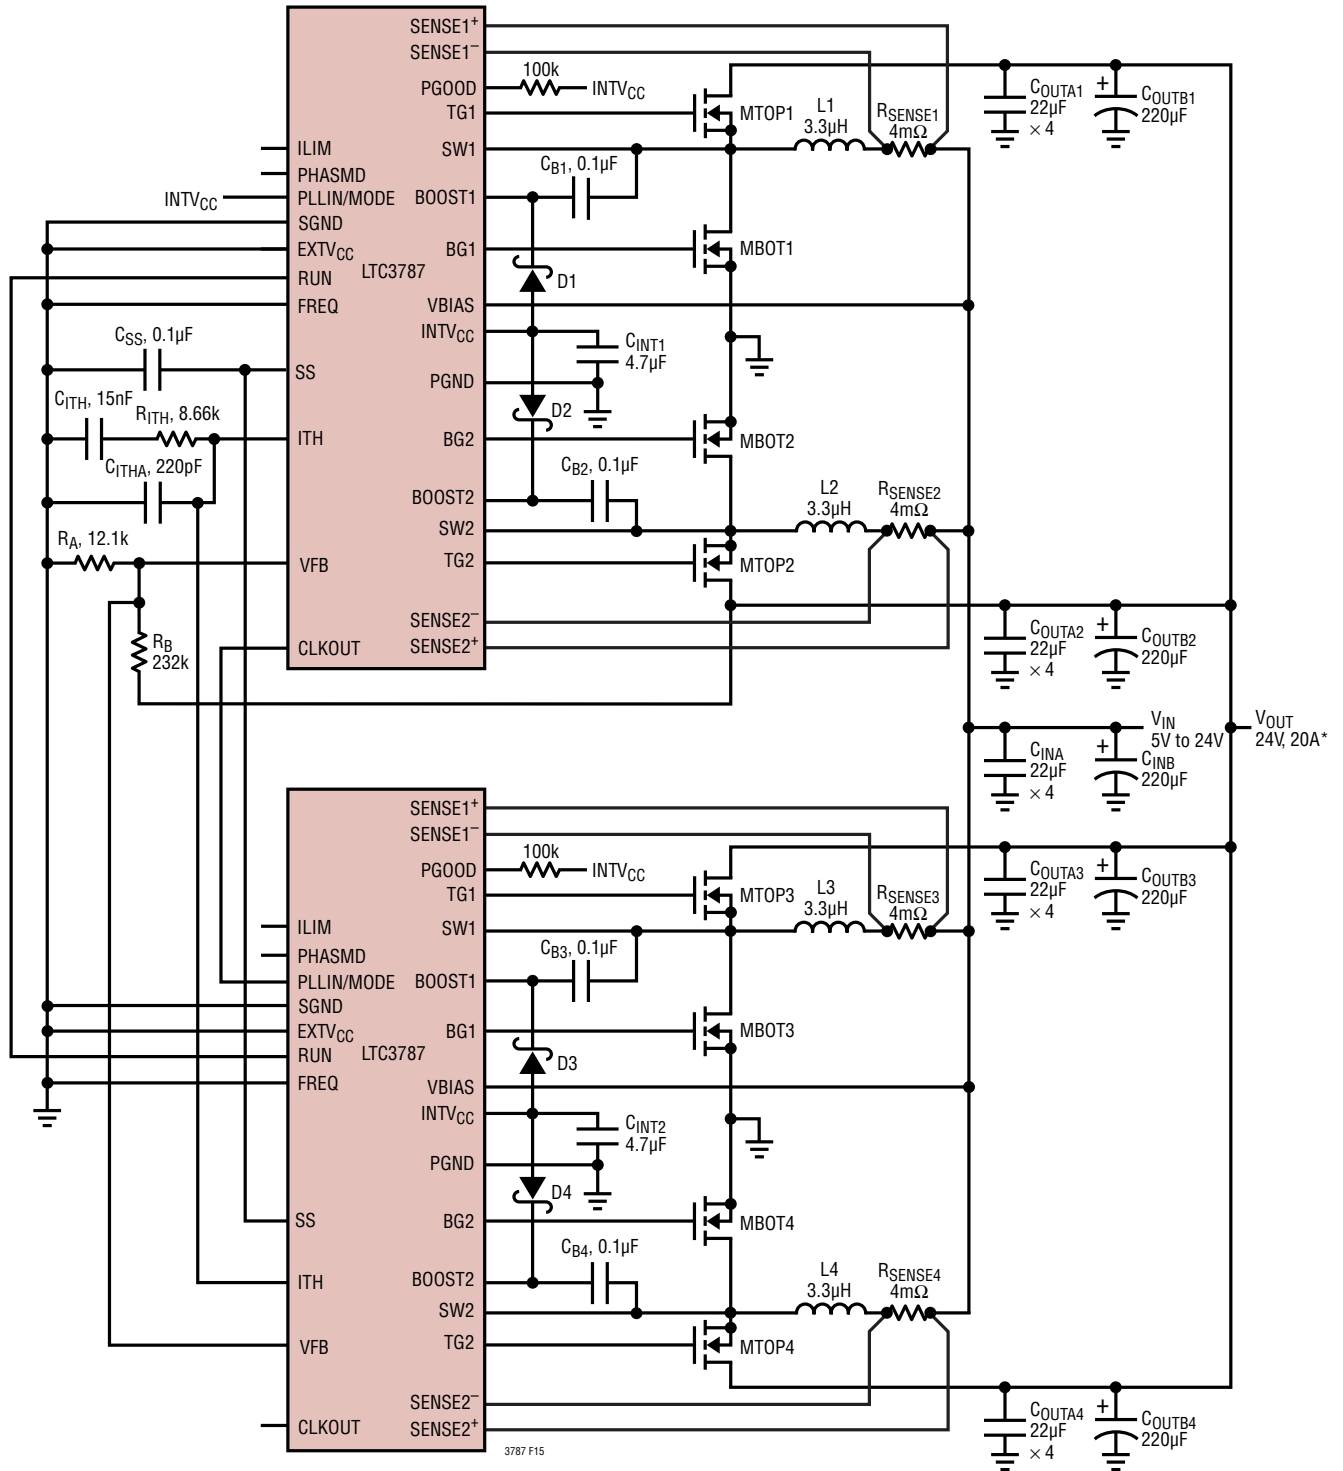 SENSE1+
SENSE1–
PGOOD
100k
INTVCC
TG1
MTOP1
L1
3.3µH
RSENSE1
4mΩ
COUTA1
22µF
× 4
+
COUTB1
220µF
ILIM
SW1
PHASMD
CB1, 0.1µF
INTVCC
PLLIN/MODE
BOOST1
SGND
EXTVCC
BG1
MBOT1
LTC3787
RUN
D1
FREQ
VBIAS
INTVCC
CSS, 0.1µF
CINT1
4.7µF
SS
PGND
CITH, 15nF
RITH, 8.66k
D2
ITH
BG2
MBOT2
CITHA, 220pF
CB2, 0.1µF
BOOST2
L2
3.3µH
RSENSE2
4mΩ
SW2
RA, 12.1k
VFB
TG2
MTOP2
SENSE2–
RB
232k
CLKOUT
SENSE2+
COUTA2
22µF
× 4
+
COUTB2
220µF
VIN
5V to 24V
VOUT
24V, 20A*
CINA
22µF
× 4
+
CINB
220µF
SENSE1+
SENSE1–
PGOOD
100k
INTVCC
TG1
MTOP3
L3
3.3µH
RSENSE3
4mΩ
COUTA3
22µF
× 4
+
COUTB3
220µF
ILIM
SW1
PHASMD
CB3, 0.1µF
PLLIN/MODE
BOOST1
SGND
EXTVCC
BG1
MBOT3
RUN
LTC3787
D3
FREQ
VBIAS
INTVCC
CINT2
4.7µF
PGND
D4
SS
BG2
MBOT4
CB4, 0.1µF
ITH
BOOST2
L4
3.3µH
RSENSE4
4mΩ
SW2
VFB
TG2
MTOP4
SENSE2–
CLKOUT
SENSE2+
COUTA4
22µF
× 4
+
COUTB4
220µF
3787 F15